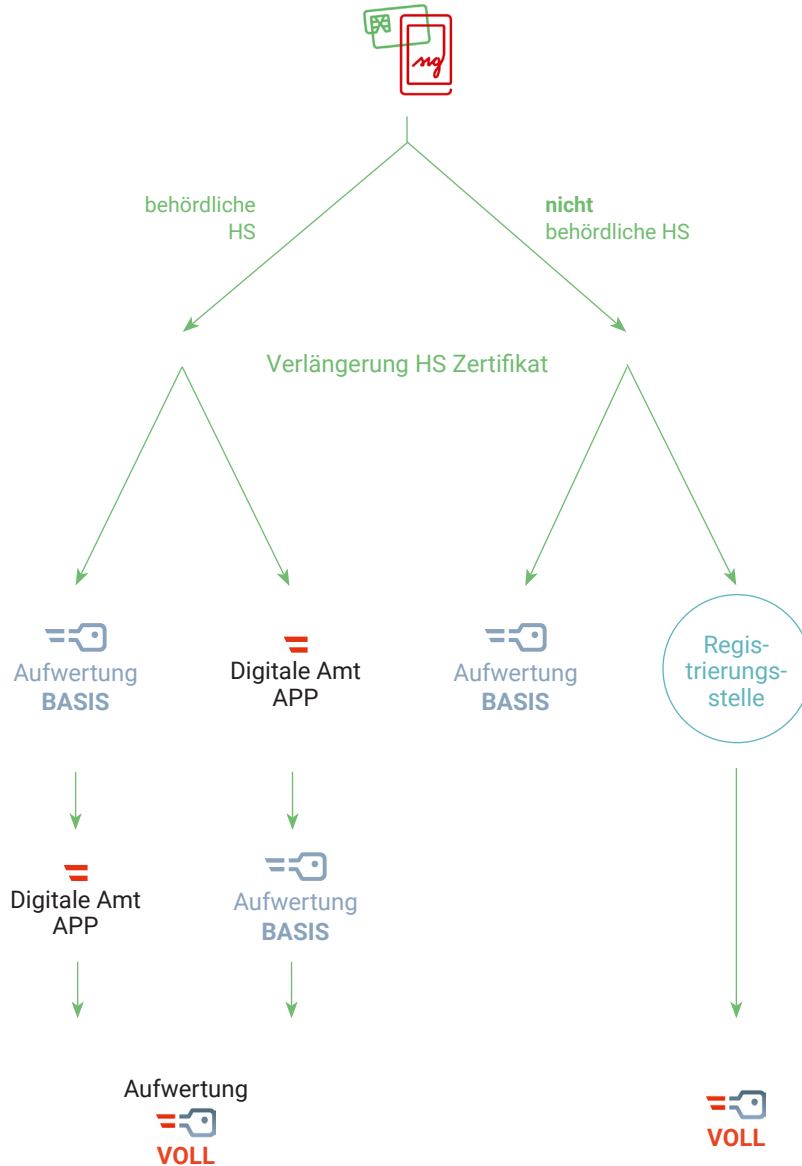 sig
behördliche
HS
nicht
behördliche HS
Verlängerung HS Zertifikat
Aufwertung
BASIS
Digitale Amt
APP
Aufwertung
BASIS
Regis-
trierungs-
stelle
Digitale Amt
APP
Aufwertung
BASIS
Aufwertung
VOLL
VOLL